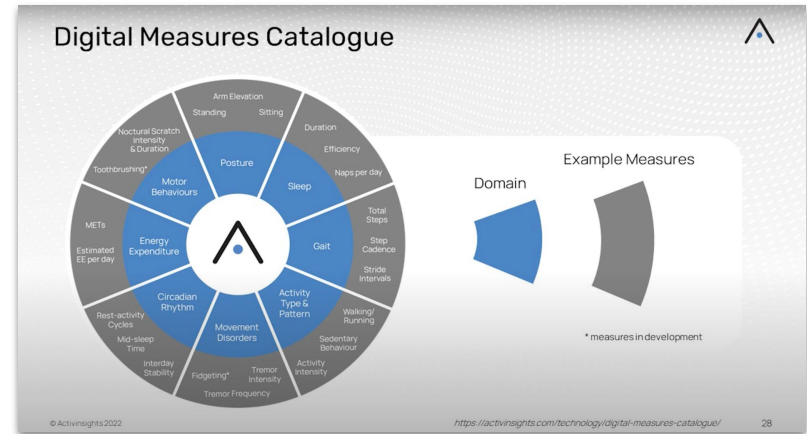 Digital Measures Catalogue
Arm Elevation
Standing
Sitting
Posture
Duration
Efficiency
Naps per day
Sleep
Total
Steps
Step
Cadence
Stride
Intervals
Gait
Walking/
Running
Sedentary
Behaviour
Activity
Intensity
Activity
Type &
Pattern
Fidgeting*
Tremor
Intensity
Tremor Frequency
Movement
Disorders
Rest-activity
Cycles
Mid-sleep
Time
Interday
Stability
Circadian
Rhythm
METs
Estimated
EE per day
Energy
Expenditure
Noctural Scratch
Intensity
& Duration
Toothbrushing*
Motor
Behaviours
Domain
Example Measures
* measures in development
© Activinsights 2022
https://activinsights.com/technology/digital-measures-catalogue/
28